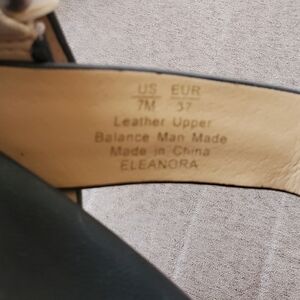 US EUR
7M 37
Leather Upper
Balance Man Made
Made in China
ELEANORA